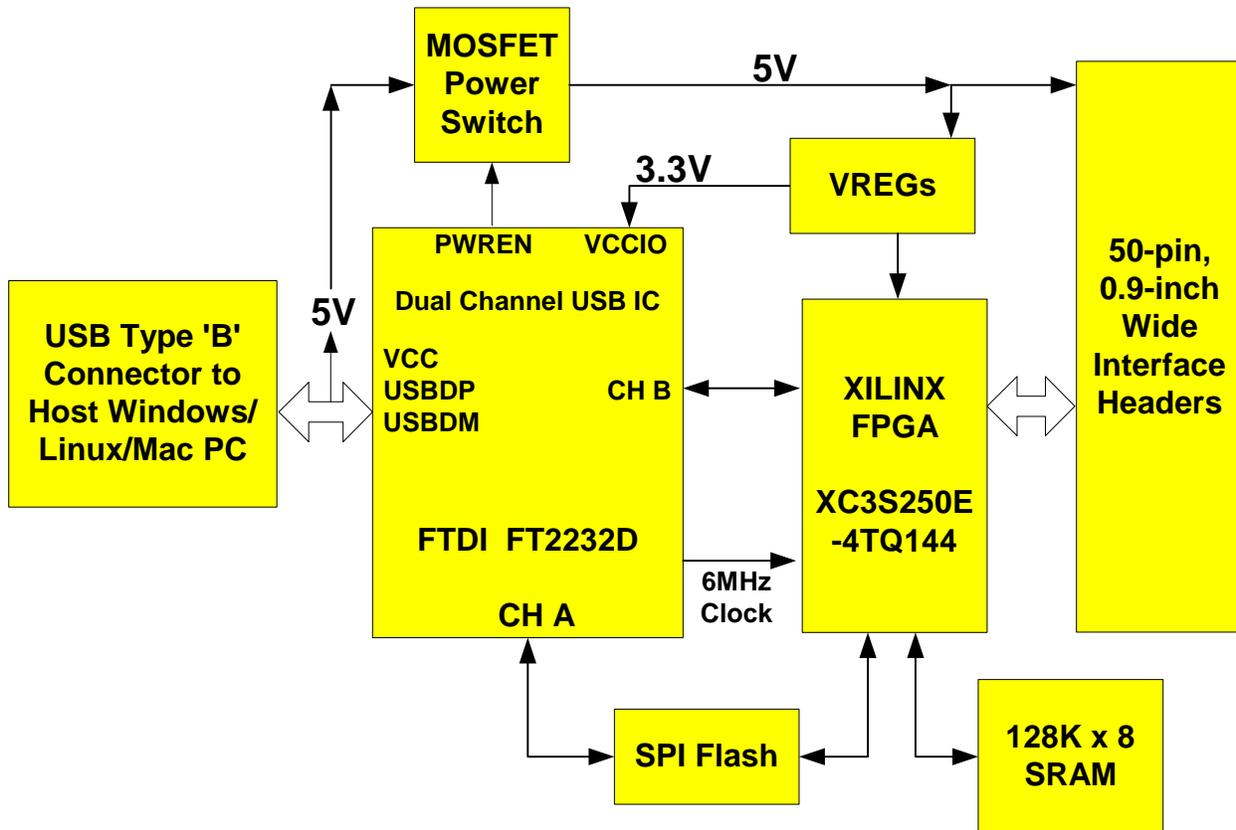 MOSFET
Power
Switch
5V
3.3V
VREGs
PWREN VCCIO
Dual Channel USB IC
5V
USB Type 'B'
Connector to
Host Windows/
Linux/Mac PC
VCC
USBDP
USBDM
CH B
FTDI FT2232D
CH A
6MHz
Clock
XILINX
FPGA
XC3S250E
-4TQ144
50-pin,
0.9-inch
Wide
Interface
Headers
SPI Flash
128K x 8
SRAM